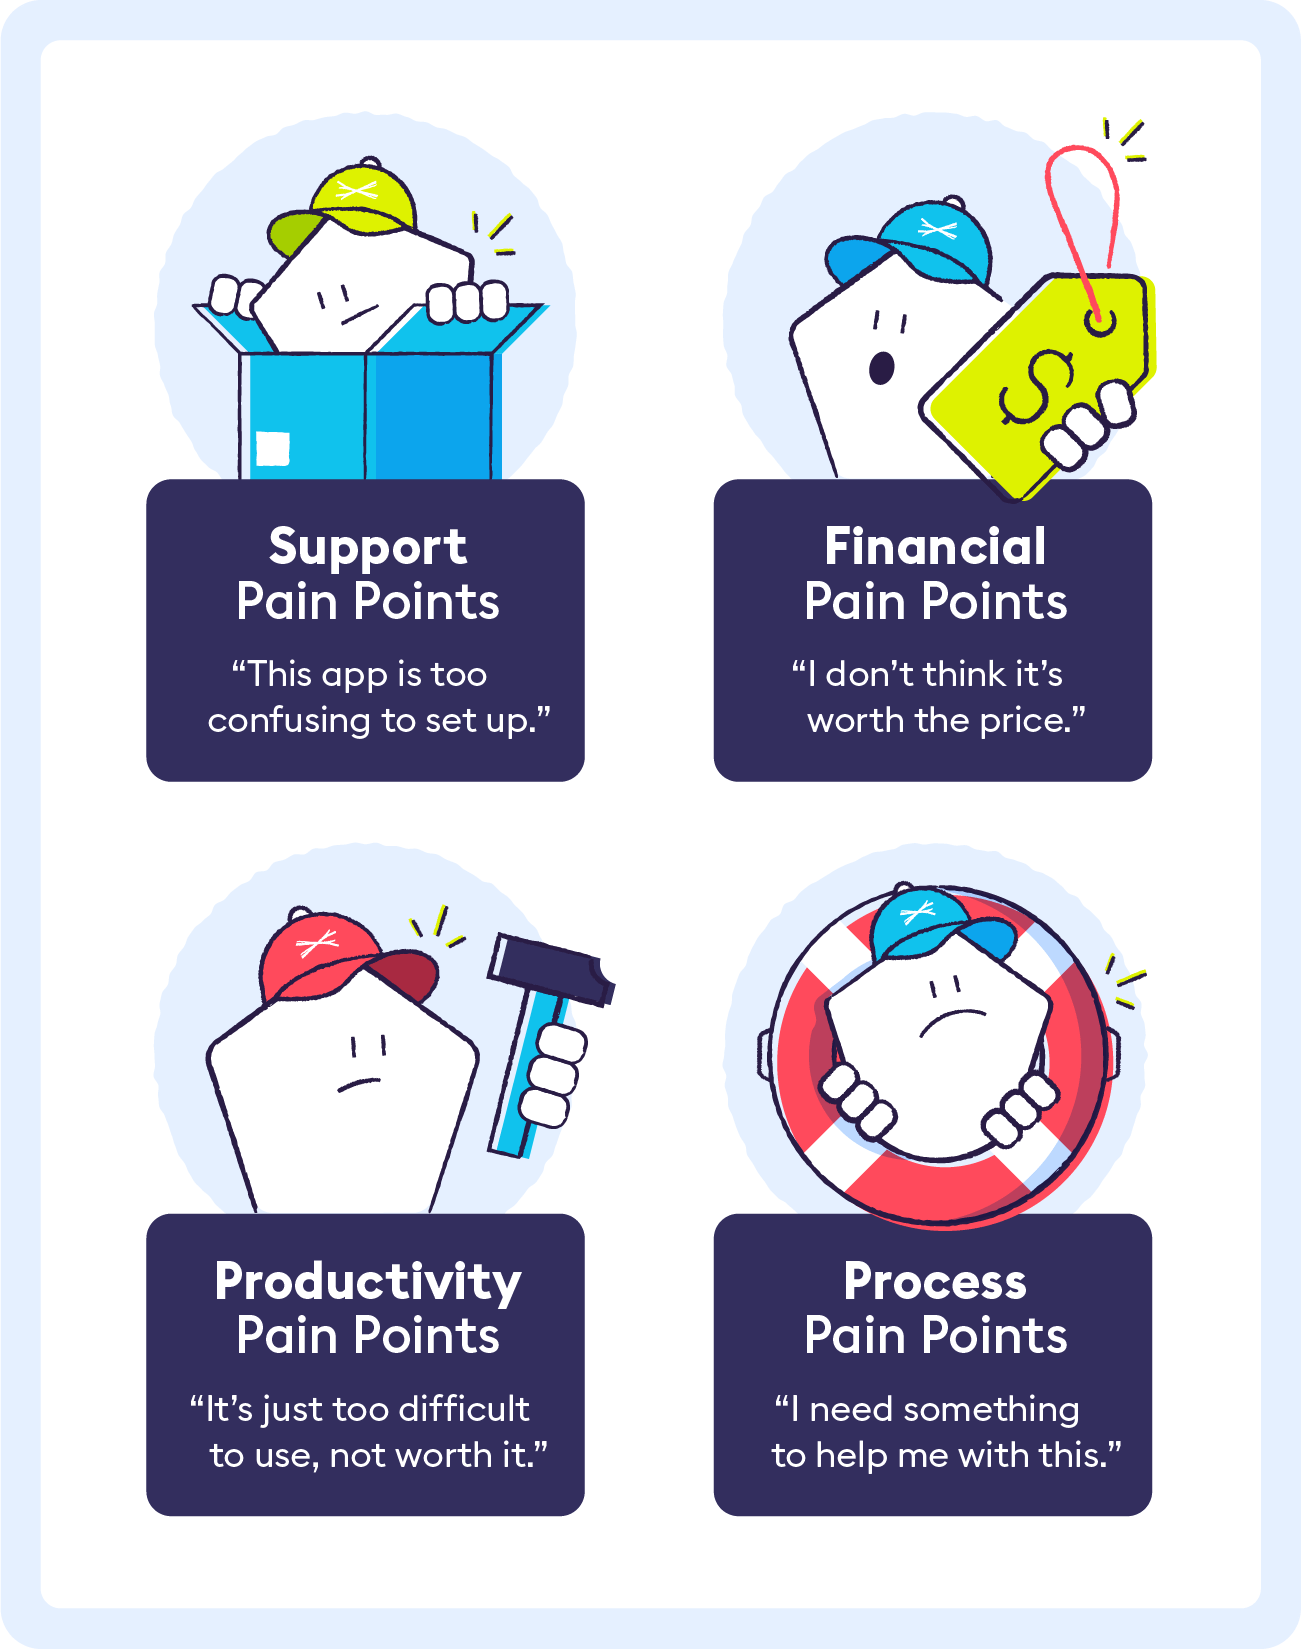 Support
Pain Points
“This app is too
confusing to set up.”
Financial
Pain Points
“I don’t think it’s
worth the price.”
Productivity
Pain Points
“It’s just too difficult
to use, not worth it.”
Process
Pain Points
“I need something
to help me with this.”